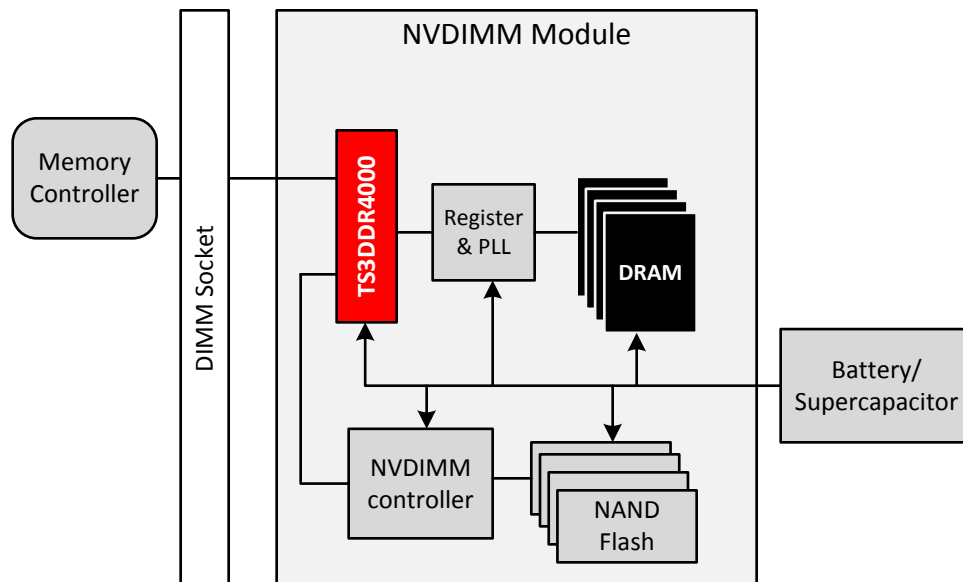 NVDIMM Module
Memory
Controller
DIMM Socket
TS3DDR4000
Register
& PLL
DRAM
Battery/
Supercapacitor
NVDIMM
controller
NAND
Flash